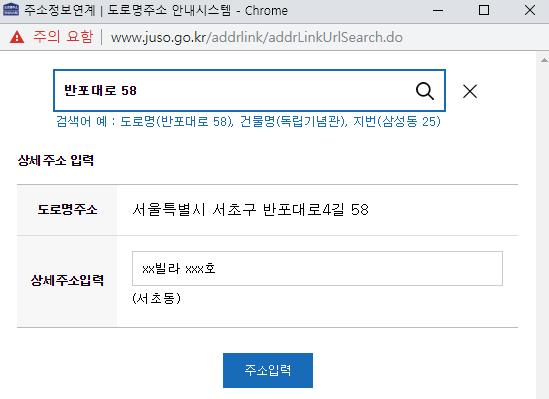 주소정보연계 | 도로명주소 안내시스템 - Chrome
주의 요함 | www.juso.go.kr/addrlink/addrLinkUrlSearch.do
반포대로 58
검색어 예 : 도로명(반포대로 58), 건물명(독립기념관), 지번(삼성동 25)
상세주소 입력
도로명주소 서울특별시 서초구 반포대로4길 58
상세주소입력 xx빌라 xxx호
(서초동)
주소입력